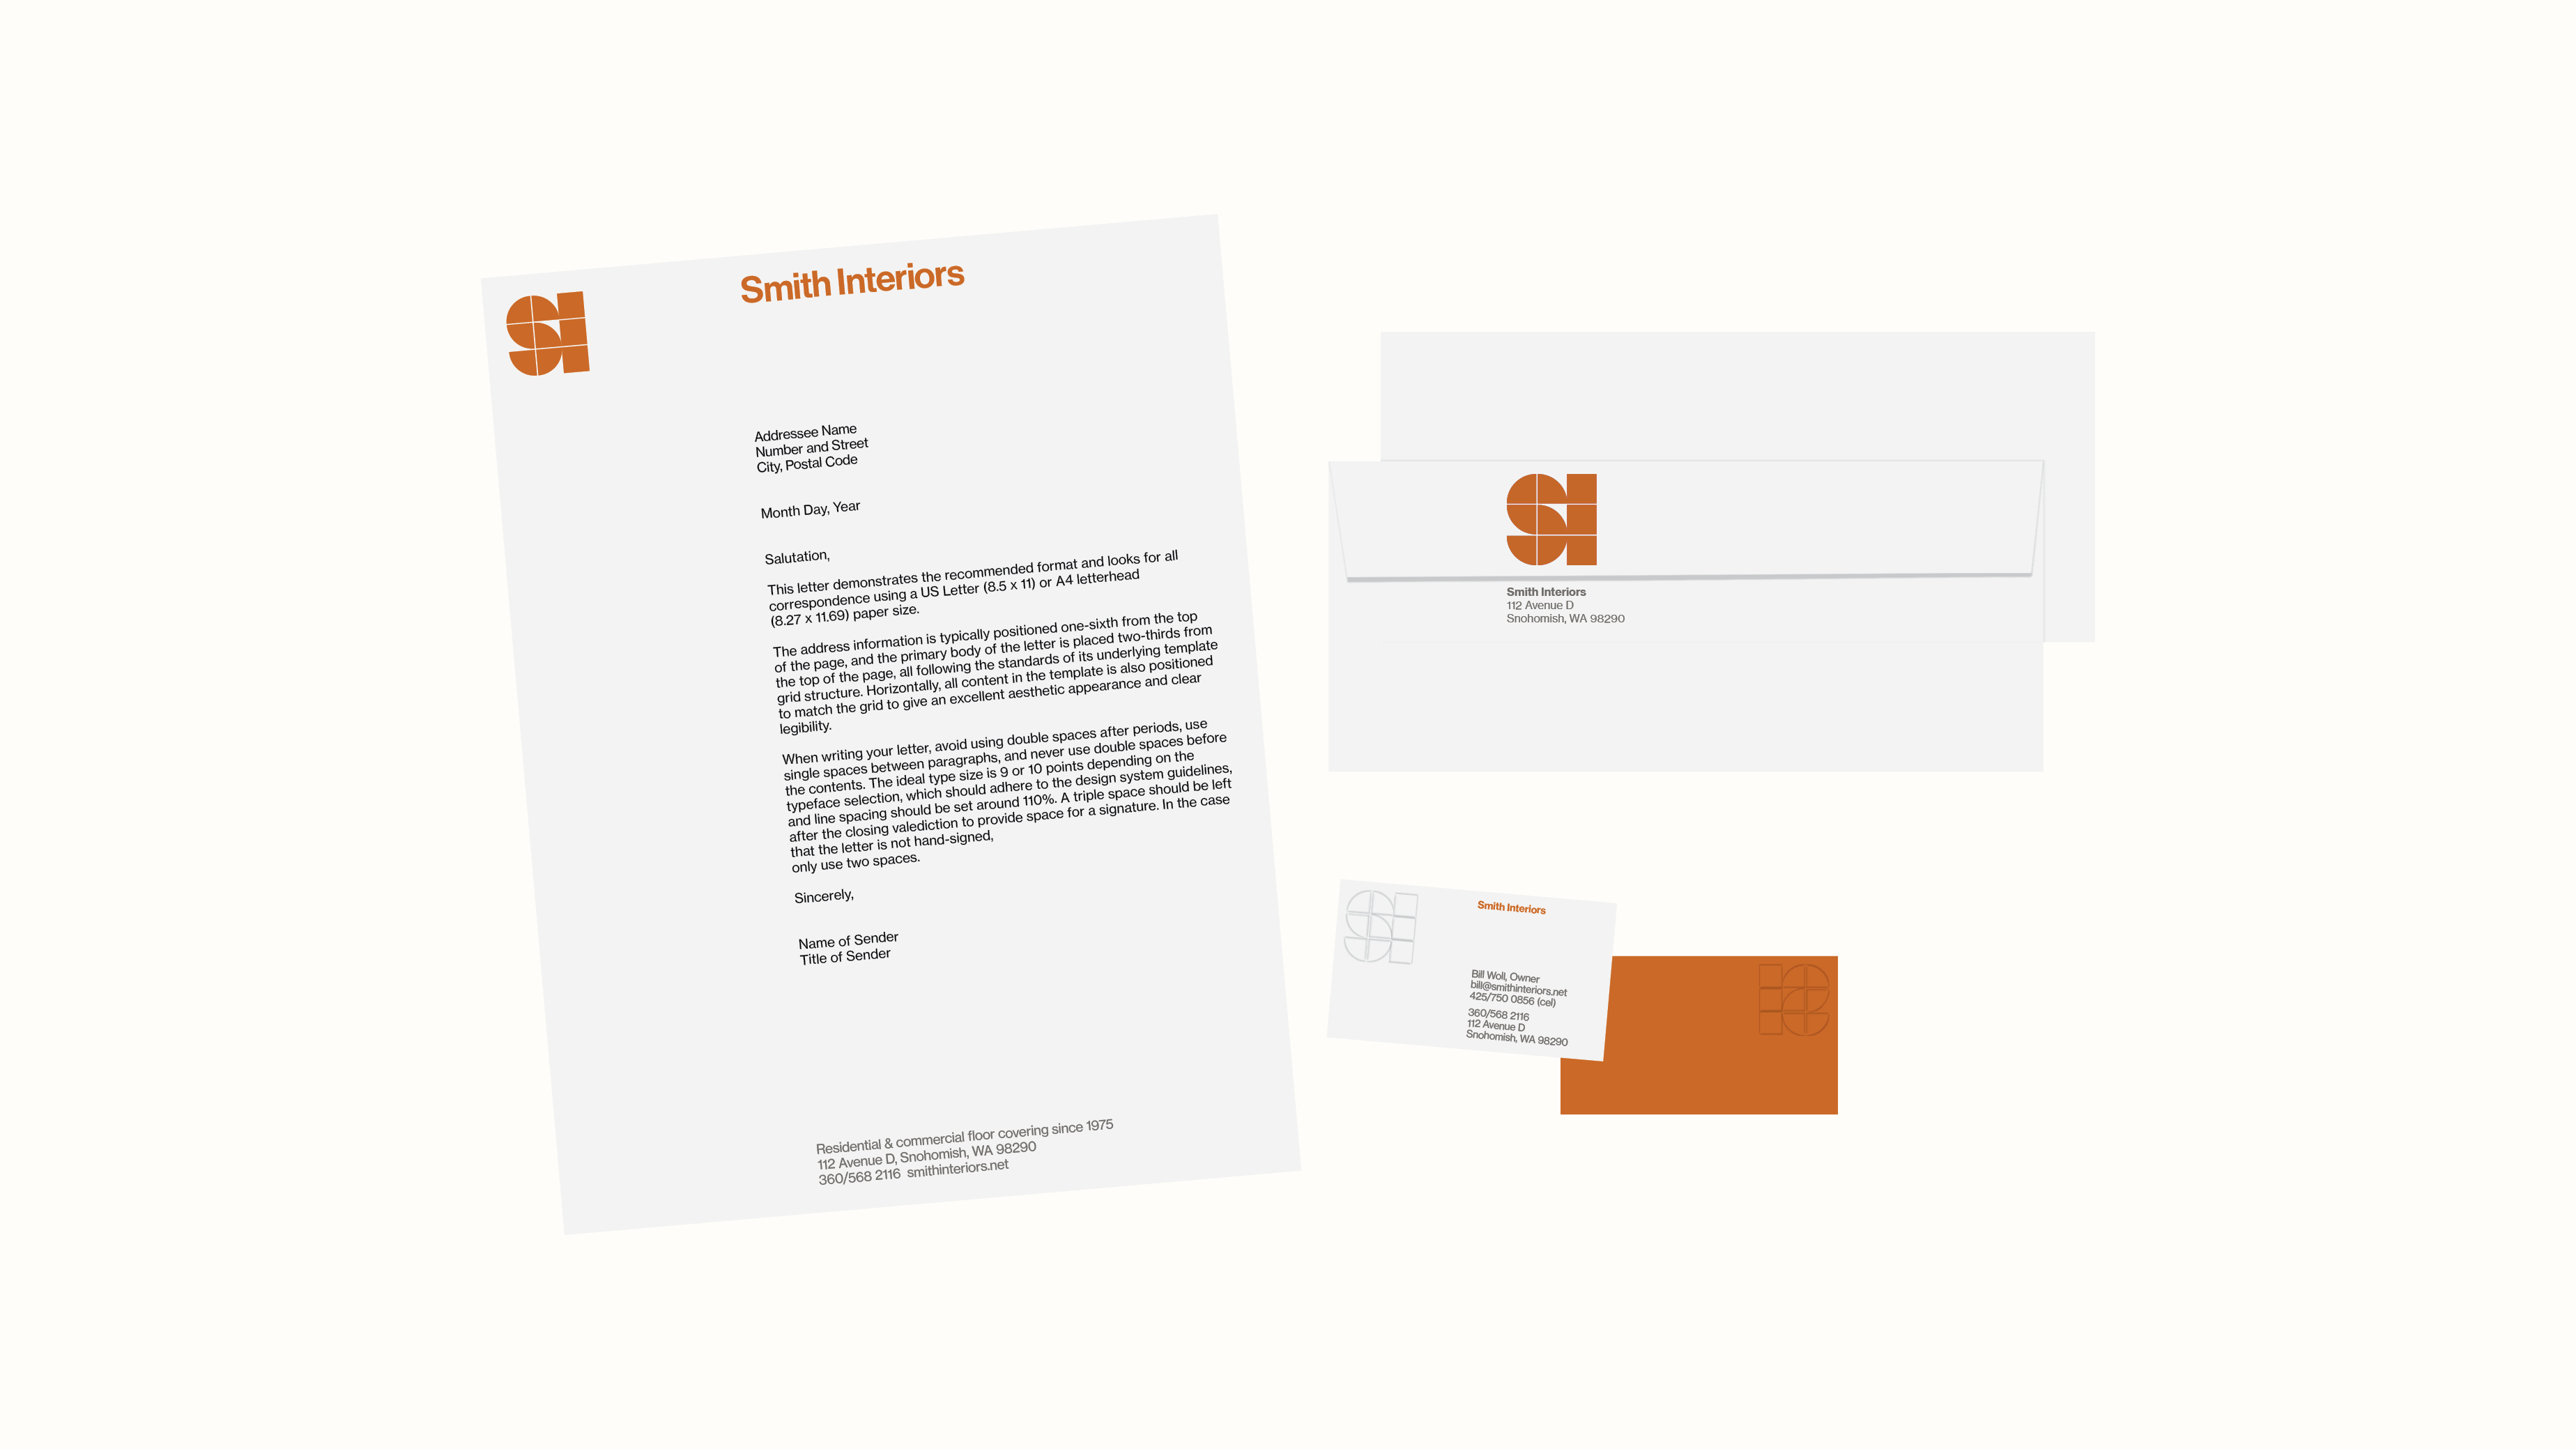 SI
Smith Interiors
Addressee Name
Number and Street
City, Postal Code
Month Day, Year
Salutation,
This letter demonstrates the recommended format and looks for all
correspondence using a US Letter (8.5 x 11) or A4 letterhead
(8.27 x 11.69) paper size.
The address information is typically positioned one-sixth from the top
of the page, and the primary body of the letter is placed two-thirds from
the top of the page, all following the standards of its underlying template
grid structure. Horizontally, all content in the template is also positioned
to match the grid to give an excellent aesthetic appearance and clear
legibility.
When writing your letter, avoid using double spaces after periods, use
single spaces between paragraphs, and never use double spaces before
the contents. The ideal type size is 9 or 10 points depending on the
typeface selection, which should adhere to the design system guidelines,
and line spacing should be set around 110%. A triple space should be left
after the closing valediction to provide space for a signature. In the case
that the letter is not hand-signed,
only use two spaces.
Sincerely,
Name of Sender
Title of Sender
Residential & commercial floor covering since 1975
112 Avenue D, Snohomish, WA 98290
360/568 2116 smithinteriors.net
SI
Smith Interiors
112 Avenue D
Snohomish, WA 98290
SI
Smith Interiors
Bill Woll, Owner
bill@smithinteriors.net
425/750 0856 (cel)
360/568 2116
112 Avenue D
Snohomish, WA 98290